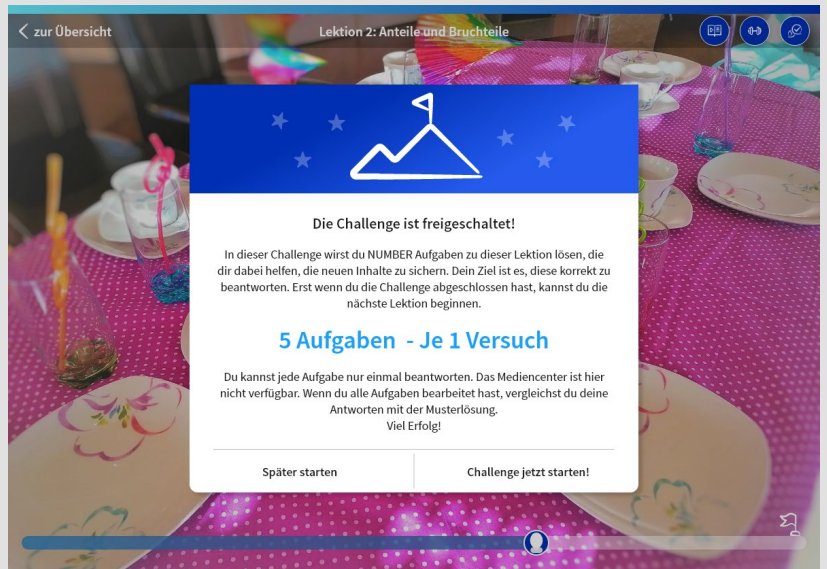 zur Übersicht
Lektion 2: Anteile und Bruchteile
Die Challenge ist freigeschaltet!
In dieser Challenge wirst du NUMBER Aufgaben zu dieser Lektion lösen, die
dir dabei helfen, die neuen Inhalte zu sichern. Dein Ziel ist es, diese korrekt zu
beantworten. Erst wenn du die Challenge abgeschlossen hast, kannst du die
nächste Lektion beginnen.
5 Aufgaben - Je 1 Versuch
Du kannst jede Aufgabe nur einmal beantworten. Das Mediencenter ist hier
nicht verfügbar. Wenn du alle Aufgaben bearbeitet hast, vergleichst du deine
Antworten mit der Musterlösung.
Viel Erfolg!
Später starten
Challenge jetzt starten!